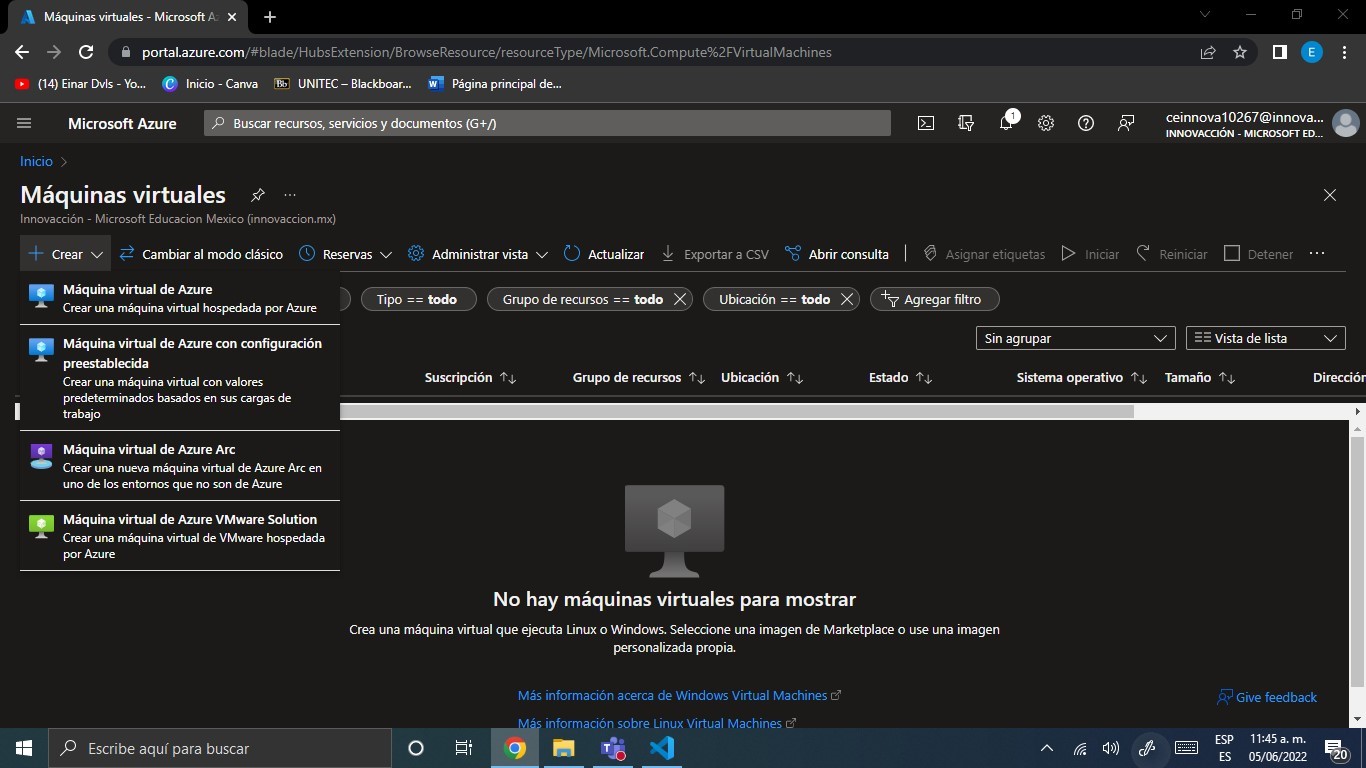 Máquinas virtuales - Microsoft Az
portal.azure.com/#blade/HubsExtension/BrowseResource/resourceType/Microsoft.Compute%2FVirtualMachines
E
(14) Einar Dvls - Yo...
Inicio - Canva
Bb UNITEC – Blackboar...
Página principal de...
Microsoft Azure
Buscar recursos, servicios y documentos (G+/)
1
ceinnova10267@innova...
INNOVACCIÓN - MICROSOFT ED...
Inicio >
Máquinas virtuales
Innovacción - Microsoft Educacion Mexico (innovaccion.mx)
Crear
Cambiar al modo clásico
Reservas
Administrar vista
Actualizar
Exportar a CSV
Abrir consulta
Asignar etiquetas
Iniciar
Reiniciar
Detener
Máquina virtual de Azure
Crear una máquina virtual hospedada por Azure
Máquina virtual de Azure con configuración
preestablecida
Crear una máquina virtual con valores
predeterminados basados en sus cargas de
trabajo
Máquina virtual de Azure Arc
Crear una nueva máquina virtual de Azure Arc en
uno de los entornos que no son de Azure
Máquina virtual de Azure VMware Solution
Crear una máquina virtual de VMware hospedada
por Azure
Tipo == todo
Grupo de recursos == todo
Ubicación == todo
Agregar filtro
Sin agrupar
Vista de lista
Suscripción
Grupo de recursos
Ubicación
Estado
Sistema operativo
Tamaño
Dirección
No hay máquinas virtuales para mostrar
Crea una máquina virtual que ejecuta Linux o Windows. Seleccione una imagen de Marketplace o use una imagen
personalizada propia.
Más información acerca de Windows Virtual Machines
Más información sobre Linux Virtual Machines
Give feedback
Escribe aquí para buscar
ESP
ES
11:45 a. m.
05/06/2022
20